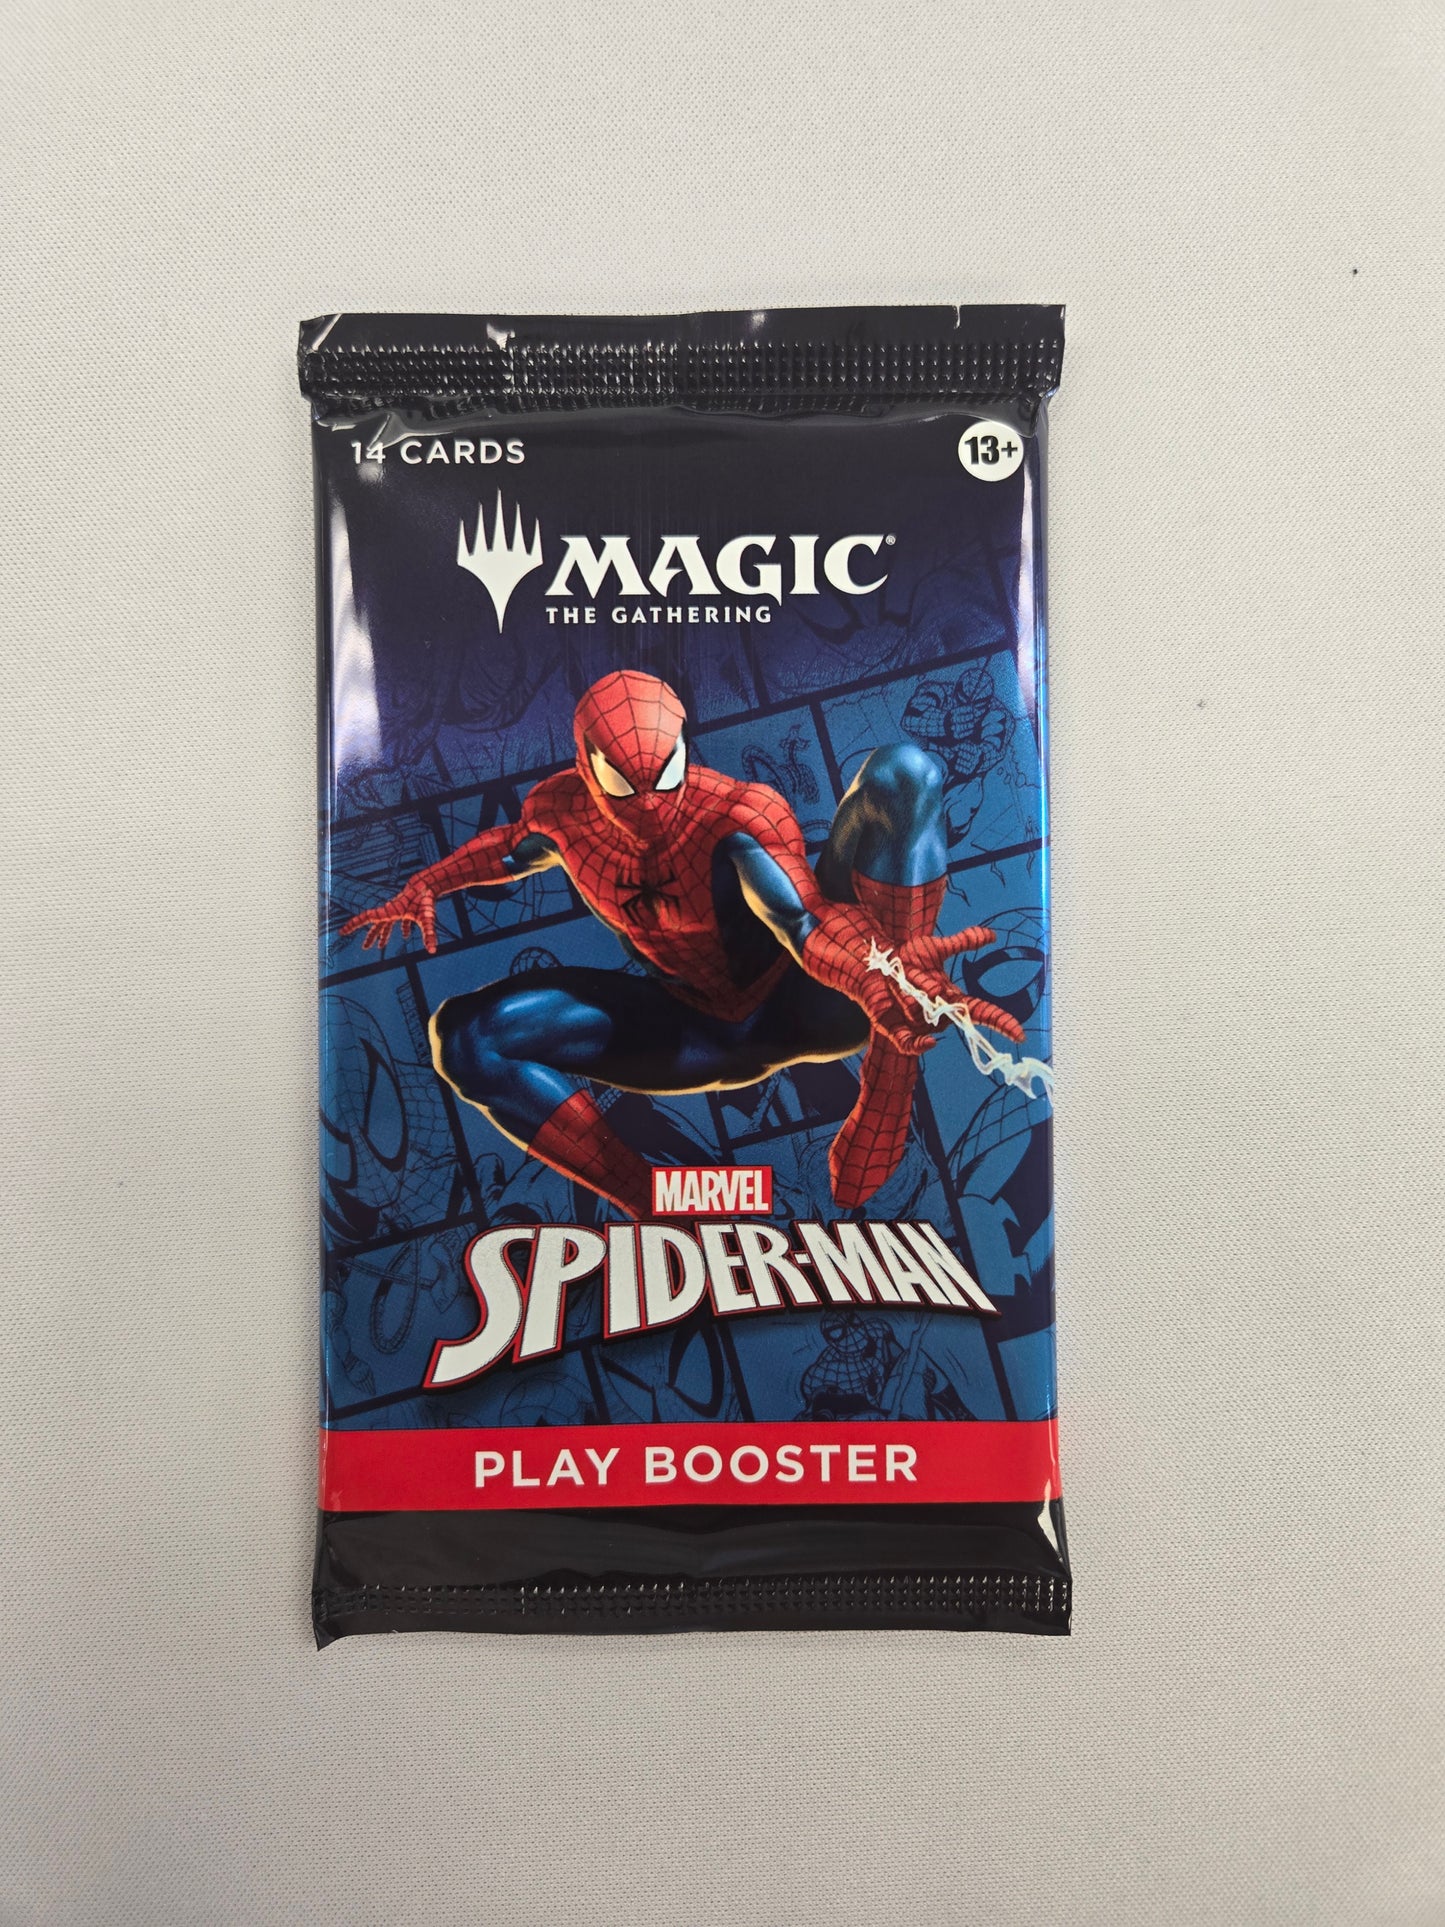 14 CARDS
13+
MAGIC®
THE GATHERING
MARVEL
SPIDER-MAN
PLAY BOOSTER